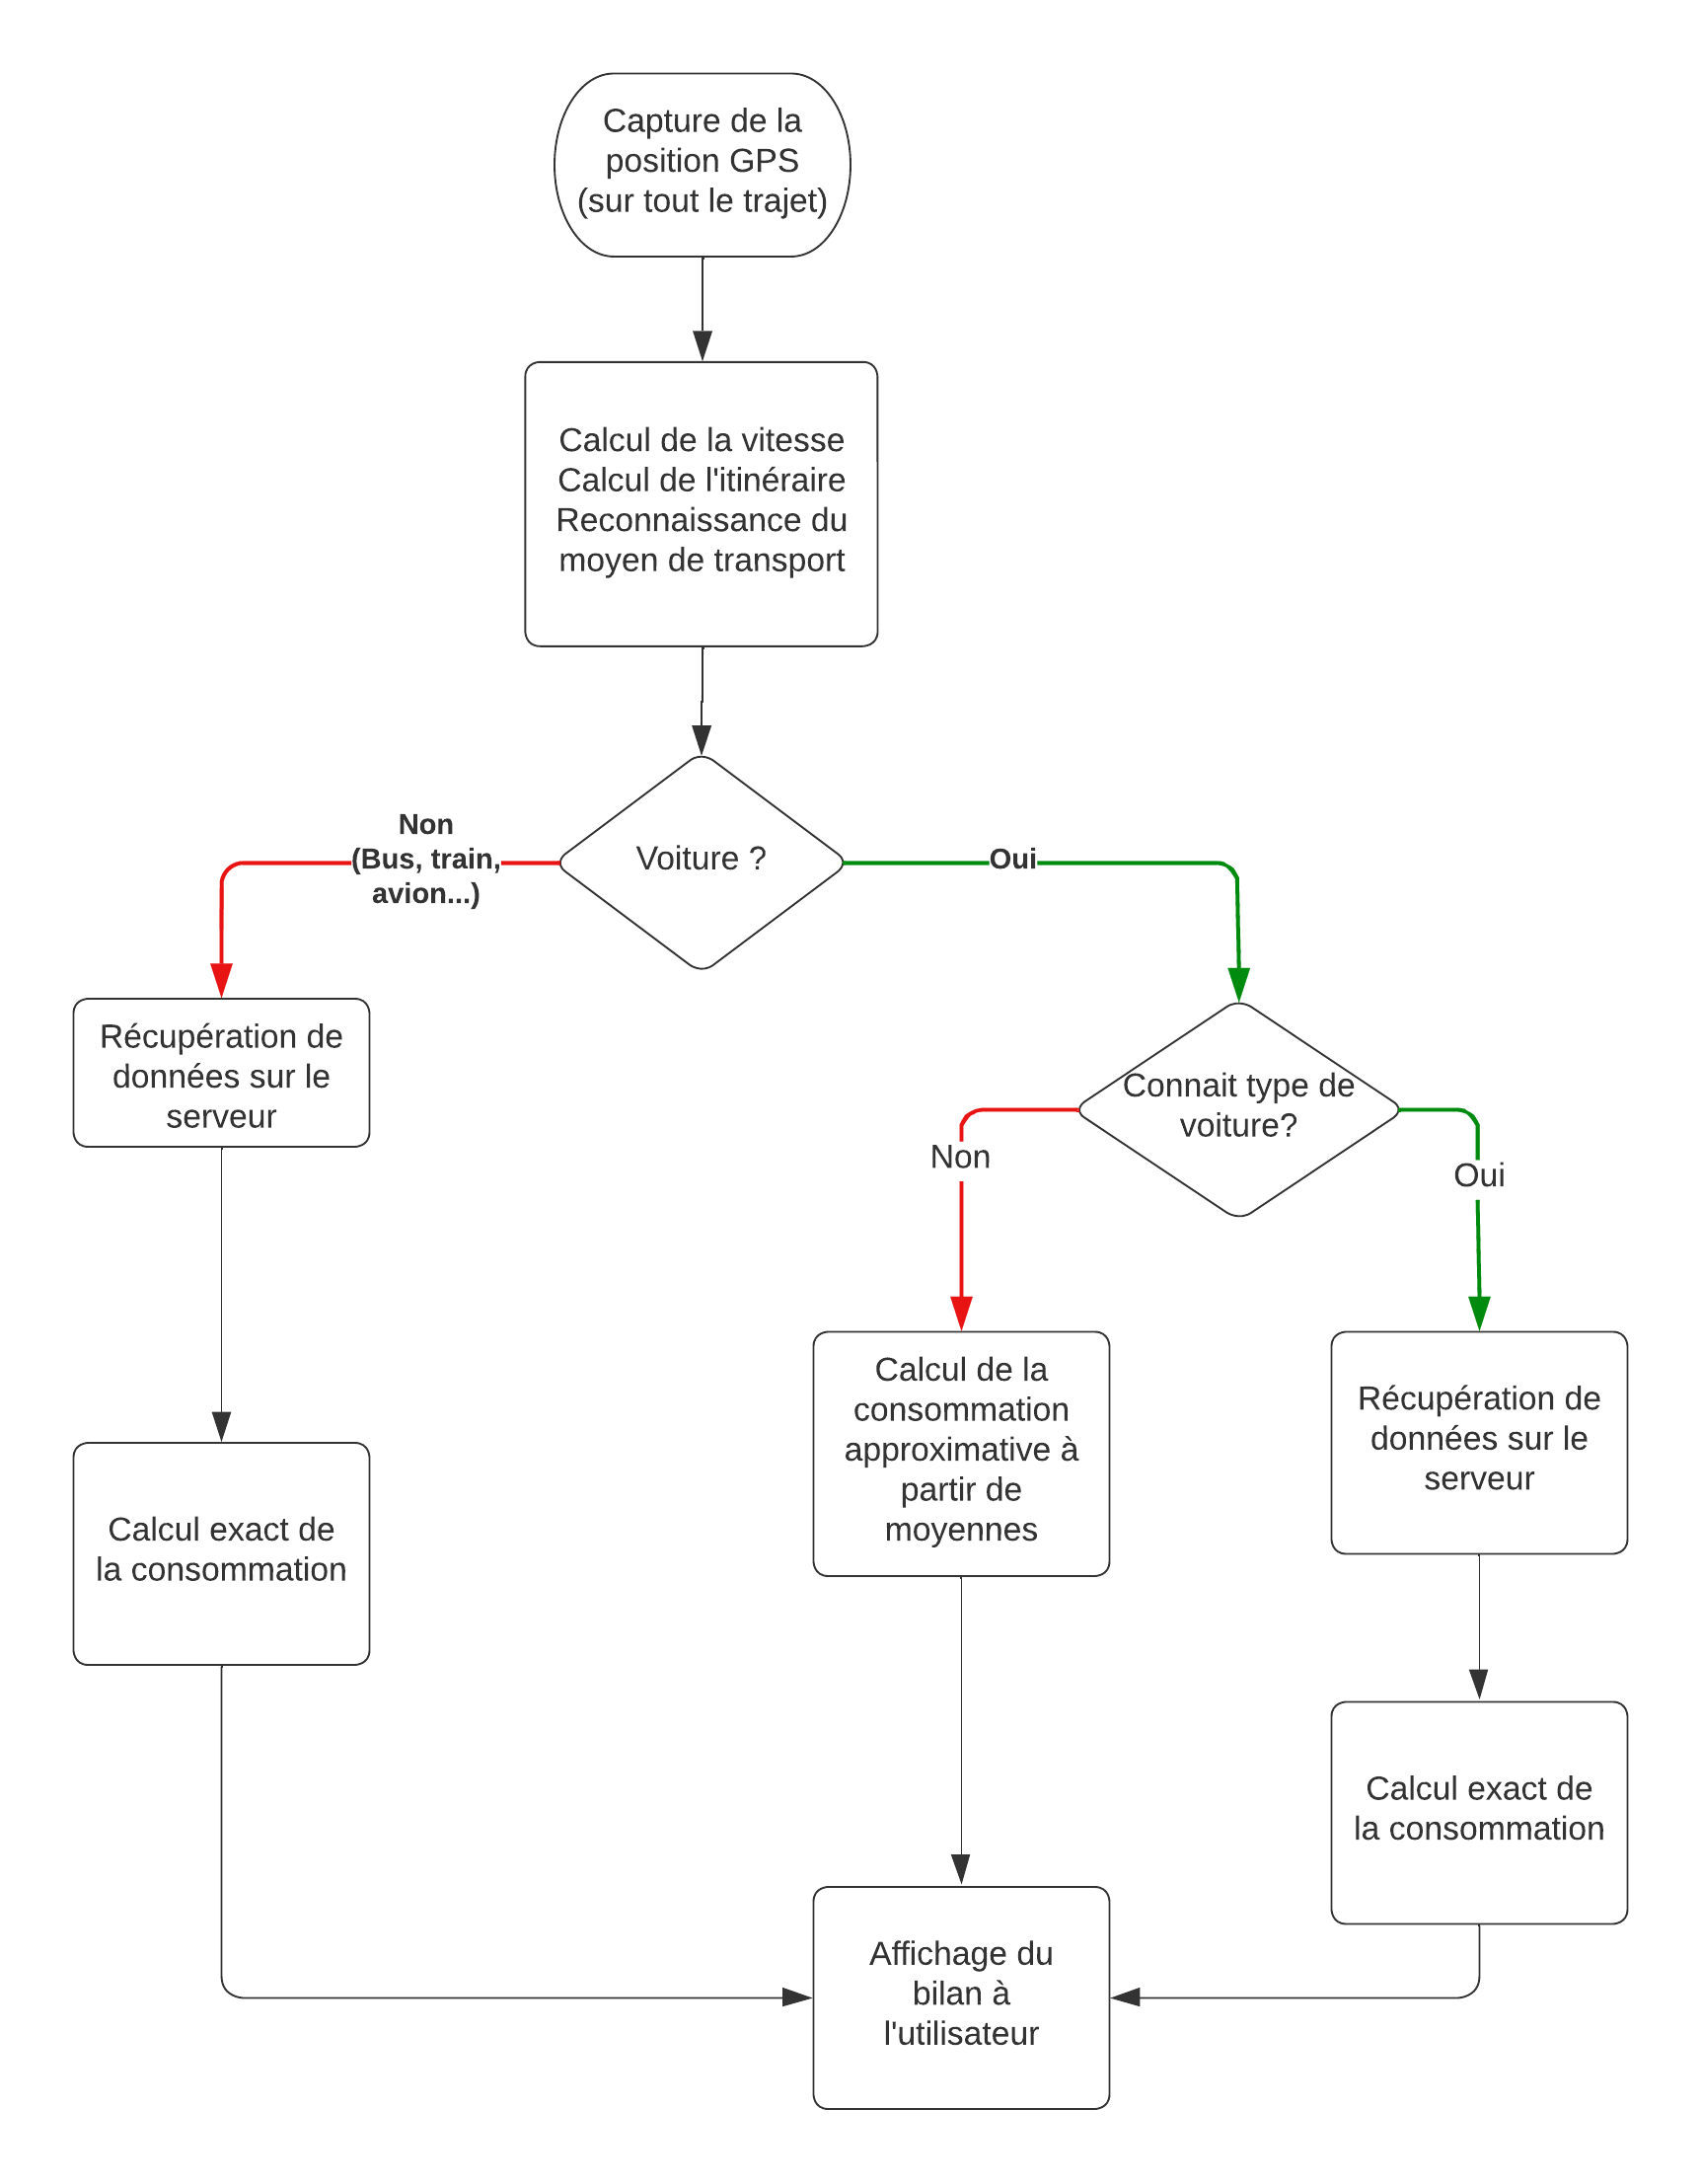 Capture de la
position GPS
(sur tout le trajet)
Calcul de la vitesse
Calcul de l'itinéraire
Reconnaissance du
moyen de transport
Voiture ?
Non
(Bus, train,
avion...)
Oui
Récupération de
données sur le
serveur
Connait type de
voiture?
Non
Oui
Calcul exact de
la consommation
Calcul de la
consommation
approximative à
partir de
moyennes
Récupération de
données sur le
serveur
Calcul exact de
la consommation
Affichage du
bilan à
l'utilisateur